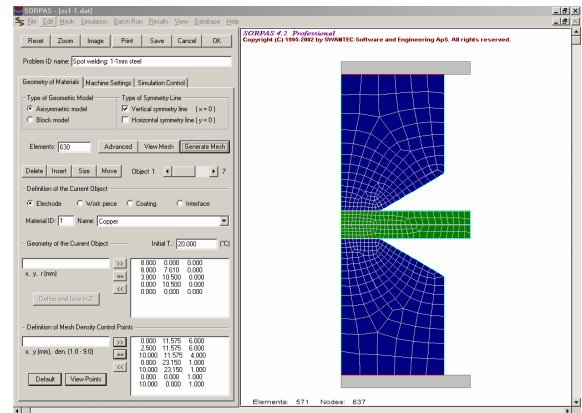 SORPAS - [ss1-1.dat]
File Edit Mesh Simulation Batch Run Results View Database Help
Reset Zoom Image Print Save Cancel OK
Problem ID name: Spot welding: 1-1mm steel
Geometry of Materials Machine Settings Simulation Control
Type of Geometric Model Type of Symmetry Line
Axisymmetric model Vertical symmetry line ( x = 0 )
Block model Horizontal symmetry line ( y = 0 )
Elements: 630 Advanced View Mesh Generate Mesh
Delete Insert Size Move Object 1 7
Definition of the Current Object
Electrode Work piece Coating Interface
Material ID: 1 Name: Copper
Geometry of the Current Object Initial T.: 20.000 (°C)
>> 8.000 0.000 0.000
x, y, r (mm) 8.000 7.610 0.000
== 3.000 10.500 0.000
0.000 10.500 0.000
<< 0.000 0.000 0.000
Define end face in Z
Definition of Mesh Density Control Points
>> 0.000 11.575 6.000
2.500 11.575 6.000
x, y (mm), den. (1.0 - 9.0) == 10.000 11.575 4.000
0.000 23.150 1.000
<< 10.000 23.150 1.000
0.000 0.000 1.000
Default View Points 10.000 0.000 1.000
SORPAS 4.2 Professional
Copyright (C) 1995-2002 by SWANTEC Software and Engineering ApS. All rights reserved.
Elements: 571 Nodes: 637